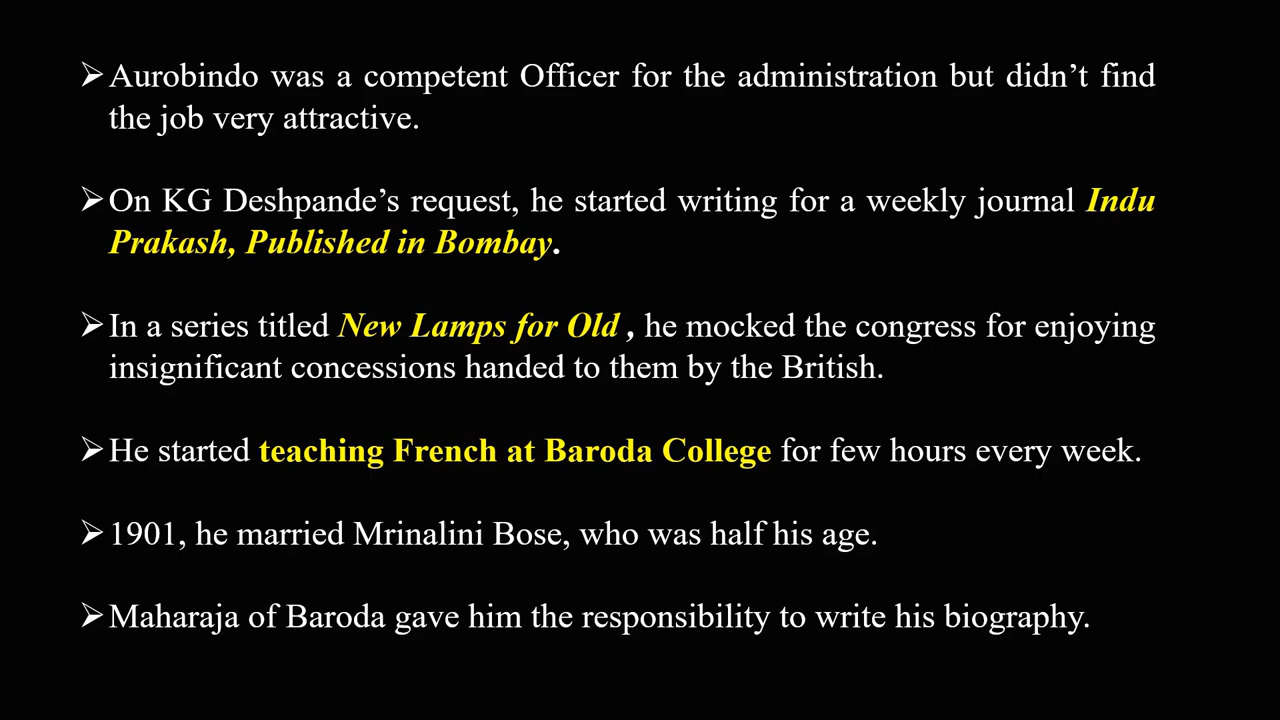 ➢Aurobindo was a competent Officer for the administration but didn’t find
the job very attractive.
➢On KG Deshpande’s request, he started writing for a weekly journal Indu
Prakash, Published in Bombay.
➢In a series titled New Lamps for Old , he mocked the congress for enjoying
insignificant concessions handed to them by the British.
➢He started teaching French at Baroda College for few hours every week.
➢1901, he married Mrinalini Bose, who was half his age.
➢Maharaja of Baroda gave him the responsibility to write his biography.